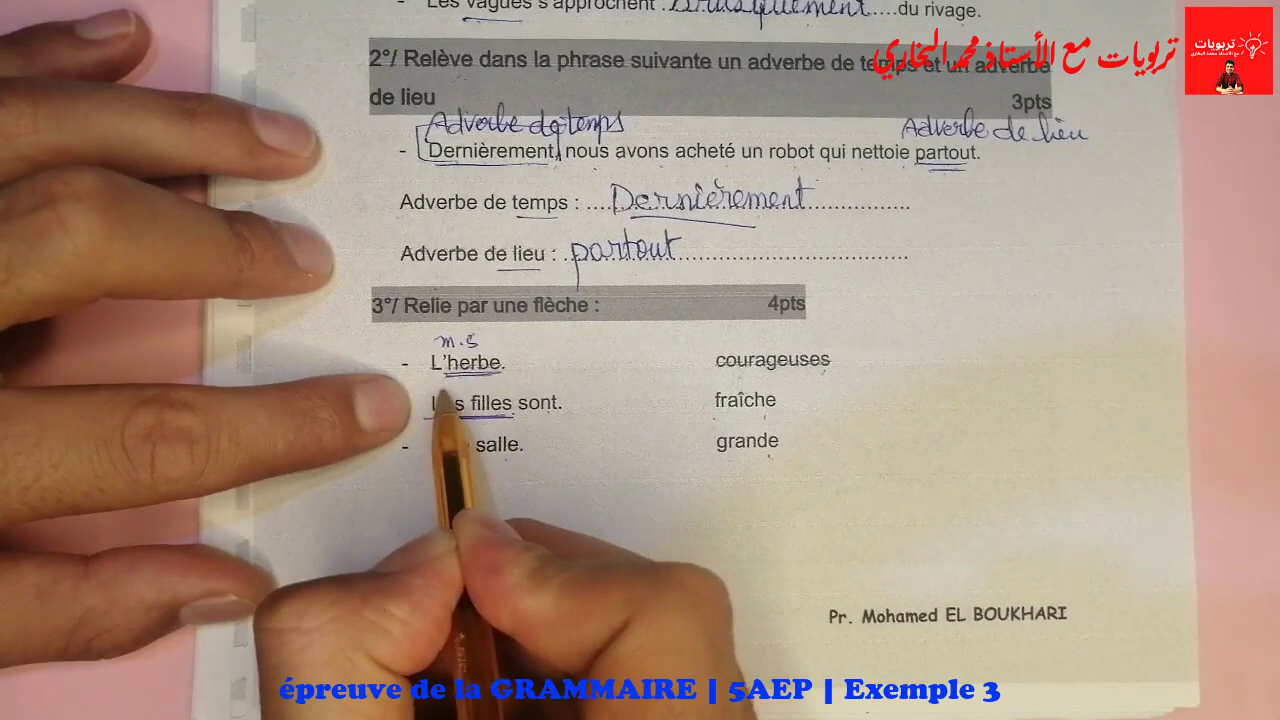 - Les vagues s'approchent : brusquement....du rivage.
تربويات مع الأستاذ محمد البخاري
تربويات
مع الأستاذ محمد البخاري
2°/ Relève dans la phrase suivante un adverbe de temps et un adverbe
de lieu 3pts
Adverbe de temps Adverbe de lieu
- Dernièrement, nous avons acheté un robot qui nettoie partout.
Adverbe de temps : ....Dernièrement..................
Adverbe de lieu : ..partout........................................
3°/ Relie par une flèche : 4pts
m.s
- L'herbe. courageuses
Les filles sont. fraîche
- salle. grande
Pr. Mohamed EL BOUKHARI
épreuve de la GRAMMAIRE | 5AEP | Exemple 3